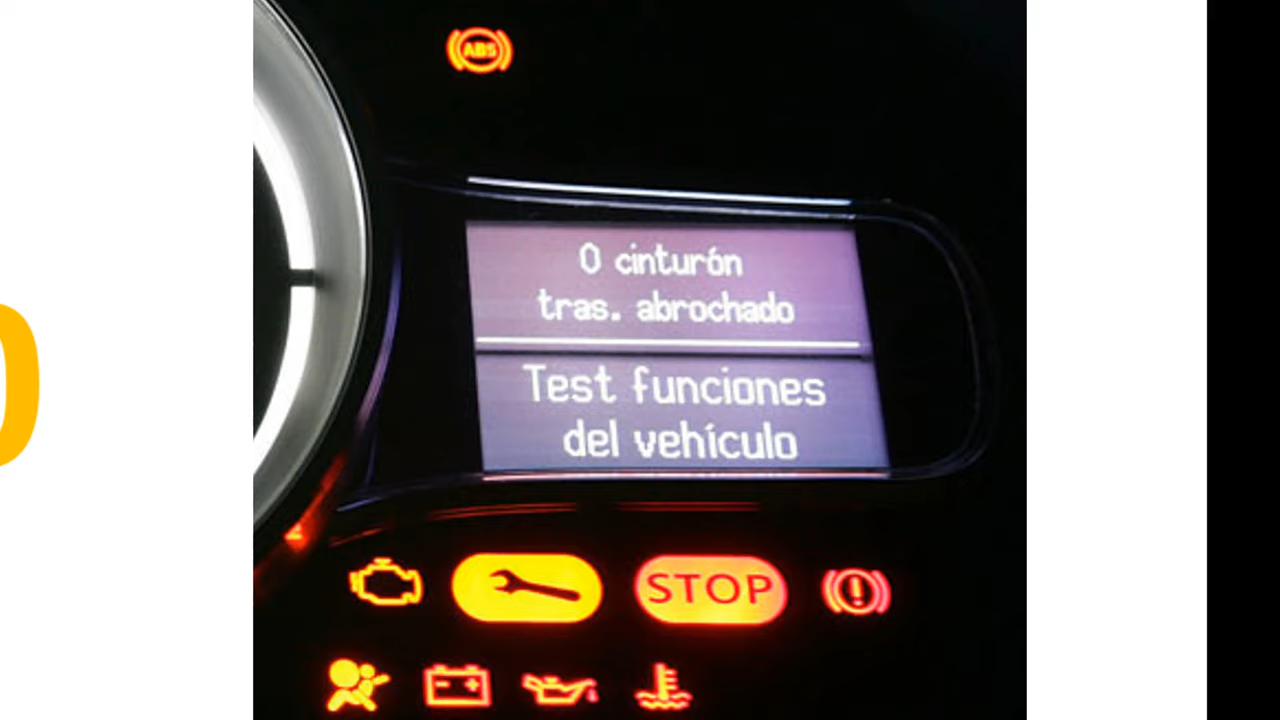 ABS
0 cinturón
tras. abrochado
Test funciones
del vehículo
STOP